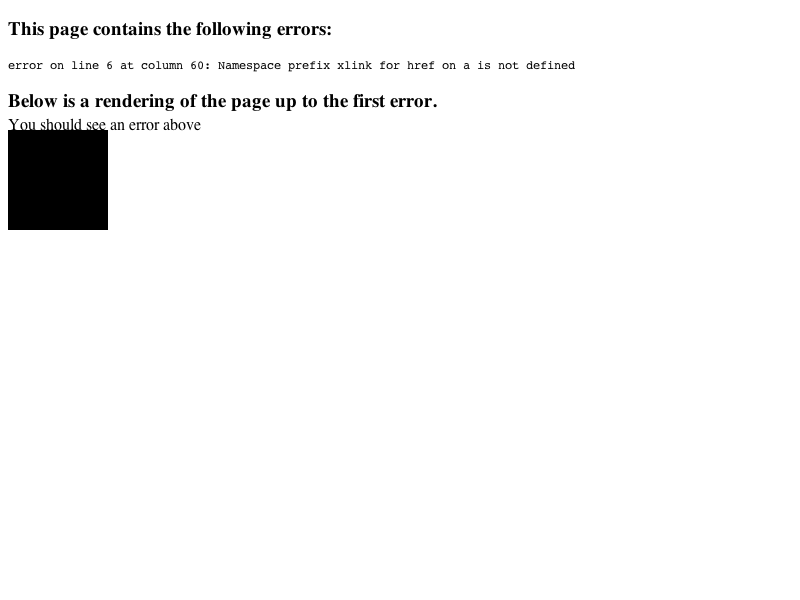 This page contains the following errors:
error on line 6 at column 60: Namespace prefix xlink for href on a is not defined
Below is a rendering of the page up to the first error.
You should see an error above